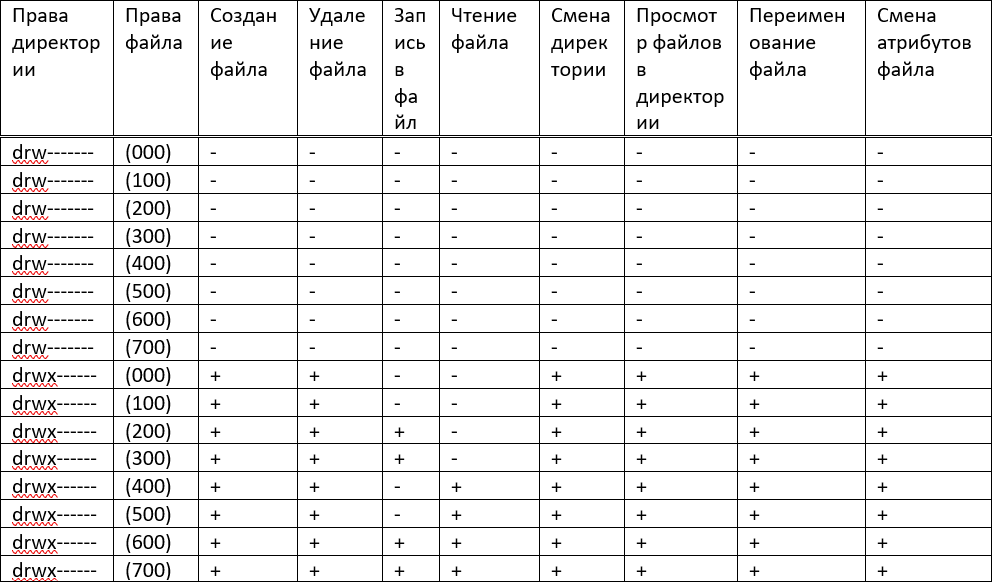 Права директории | Права файла | Создание файла | Удаление файла | Запись в файл | Чтение файла | Смена директории | Просмотр файлов в директории | Переименование файла | Смена атрибутов файла
drw------- | (000) | - | - | - | - | - | - | - | -
drw------- | (100) | - | - | - | - | - | - | - | -
drw------- | (200) | - | - | - | - | - | - | - | -
drw------- | (300) | - | - | - | - | - | - | - | -
drw------- | (400) | - | - | - | - | - | - | - | -
drw------- | (500) | - | - | - | - | - | - | - | -
drw------- | (600) | - | - | - | - | - | - | - | -
drw------- | (700) | - | - | - | - | - | - | - | -
drwx------ | (000) | + | + | - | - | + | + | + | +
drwx------ | (100) | + | + | - | - | + | + | + | +
drwx------ | (200) | + | + | + | - | + | + | + | +
drwx------ | (300) | + | + | + | - | + | + | + | +
drwx------ | (400) | + | + | - | + | + | + | + | +
drwx------ | (500) | + | + | - | + | + | + | + | +
drwx------ | (600) | + | + | + | + | + | + | + | +
drwx------ | (700) | + | + | + | + | + | + | + | +